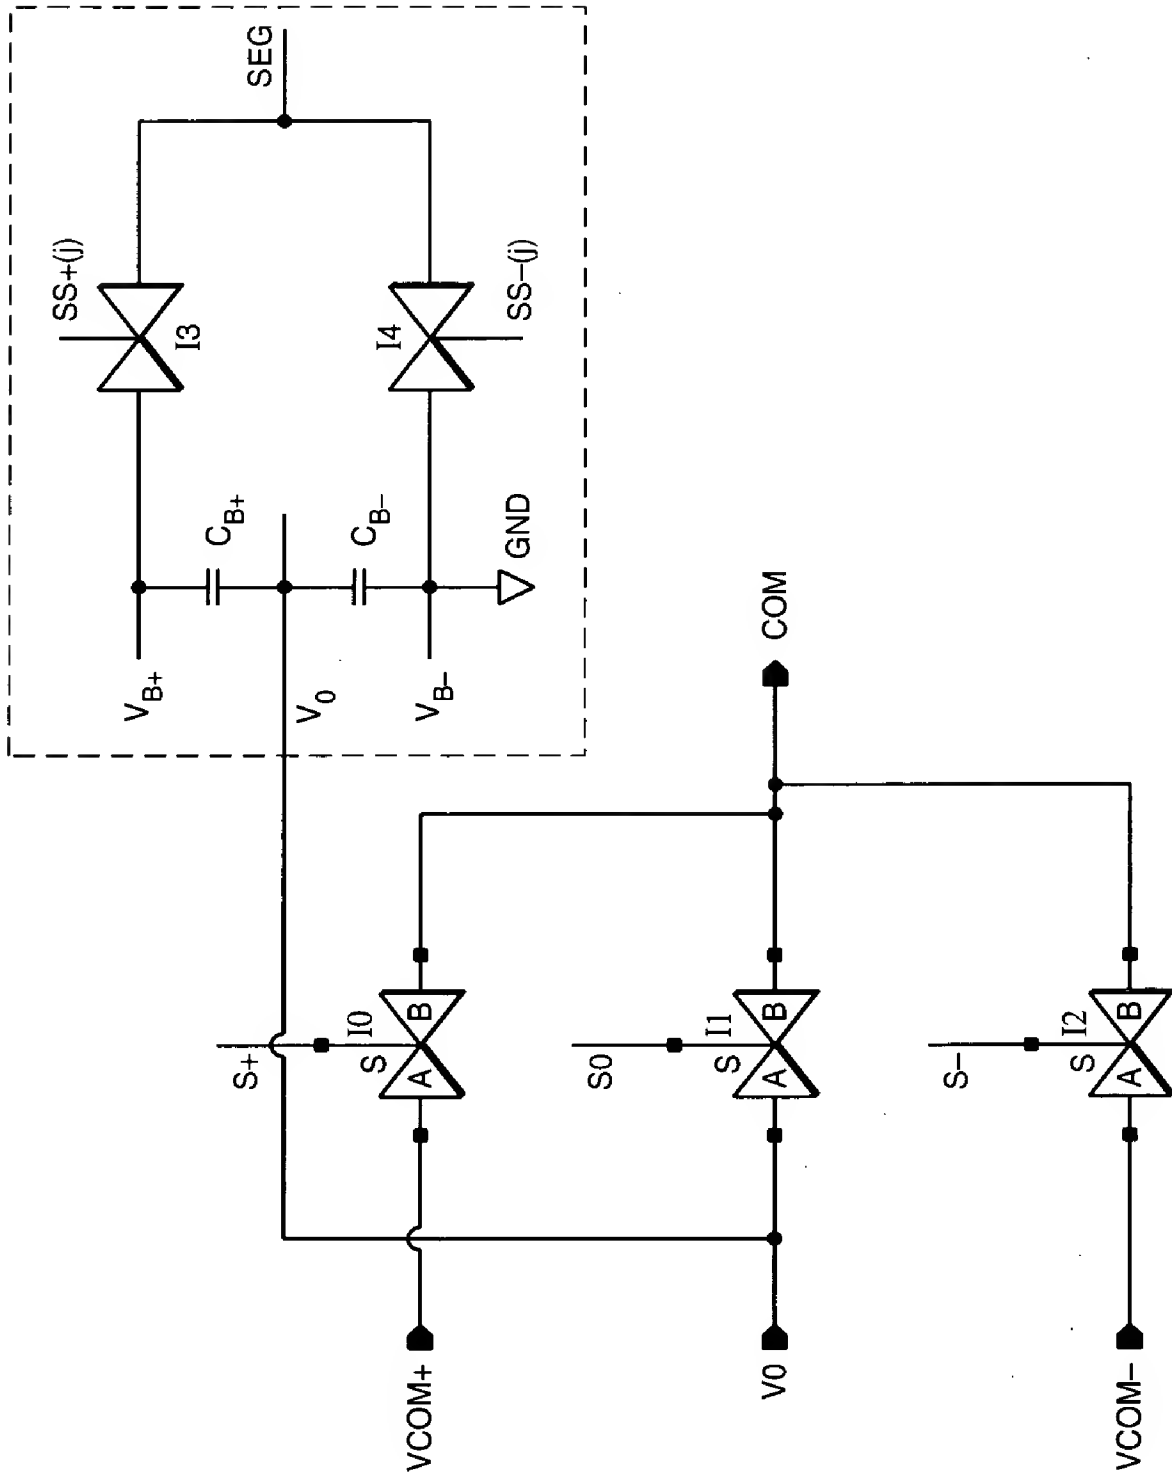 SS+(j)
I3
SEG
V_B+
C_B+
V_0
C_B−
V_B−
I4
SS−(j)
GND
S+
I0
S
A
B
VCOM+
S0
I1
S
A
B
V0
COM
S−
I2
S
A
B
VCOM−